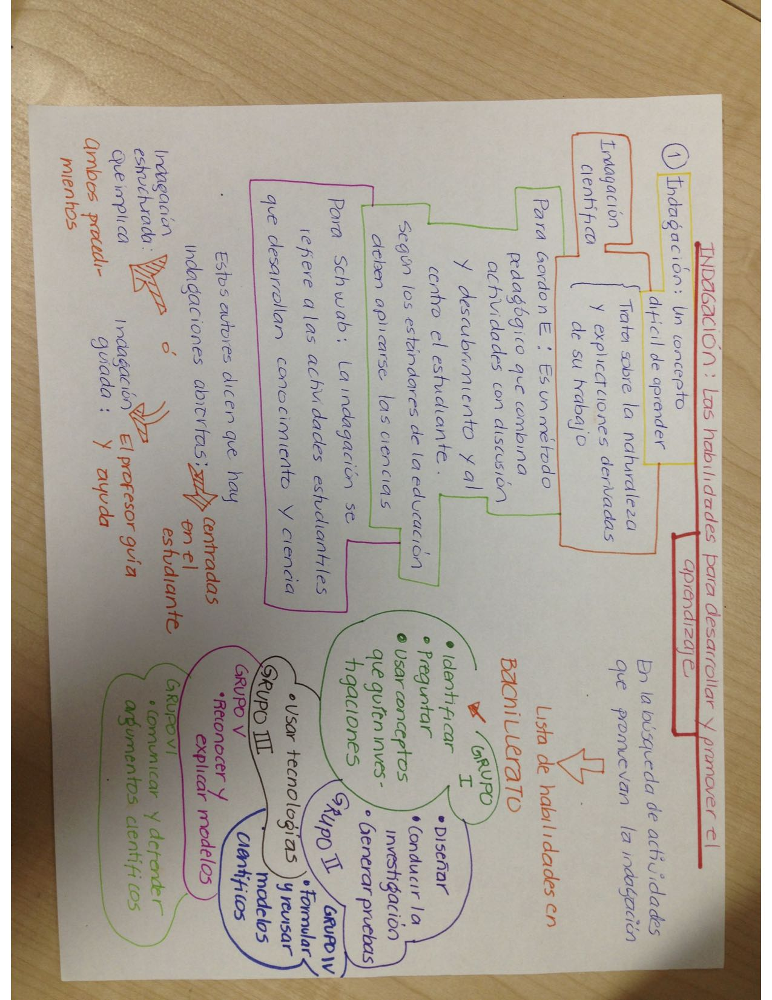 INDAGACIÓN: Las habilidades para desarrollar y promover el
aprendizaje
① Indagación: Un concepto
difícil de aprender
Indagación
científica
Trata sobre la naturaleza
y explicaciones derivadas
de su trabajo
Para Gordon E: Es un método
pedagógico que combina
actividades con discusión
y descubrimiento y al
centro el estudiante.
Según los estándares de la educación
deben aplicarse las ciencias
Para Schwab: La indagación se
refiere a las actividades estudiantiles
que desarrollan conocimiento y ciencia
Estos autores dicen que hay
indagaciones abiertas:
centradas
en el
estudiante
ó
Indagación
estructurada:
que implica
ambos procedi-
mientos
Indagación
guiada:
El profesor guía
y ayuda
En la búsqueda de actividades
que promuevan la indagación
Lista de habilidades en
BACHILLERATO
GRUPO
I
• Identificar
• Preguntar
• Usar conceptos
que guíen inves-
tigaciones
• Diseñar
• Conducir la
investigación
• Generar pruebas
GRUPO II
• Usar tecnologías
GRUPO III
GRUPO IV
• Formular
y revisar
modelos
científicos
GRUPO V
• Reconocer y
explicar modelos
GRUPO VI
• Comunicar y defender
argumentos científicos